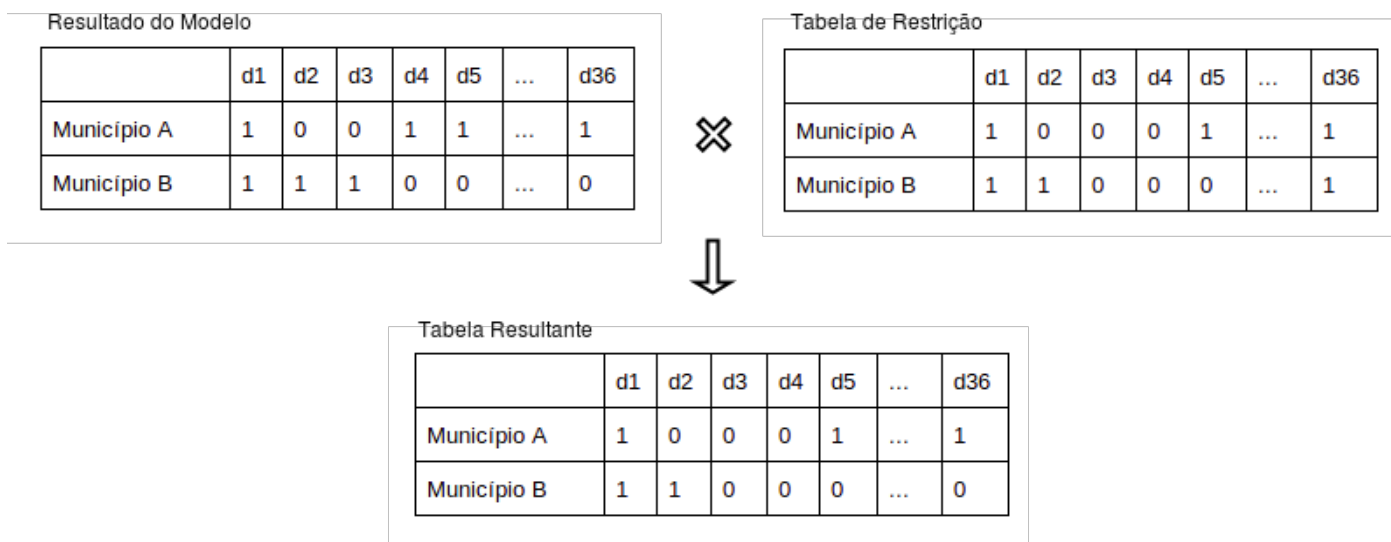 Resultado do Modelo
d1 d2 d3 d4 d5 ... d36
Município A 1 0 0 1 1 ... 1
Município B 1 1 1 0 0 ... 0
Tabela de Restrição
d1 d2 d3 d4 d5 ... d36
Município A 1 0 0 0 1 ... 1
Município B 1 1 0 0 0 ... 1
Tabela Resultante
d1 d2 d3 d4 d5 ... d36
Município A 1 0 0 0 1 ... 1
Município B 1 1 0 0 0 ... 0